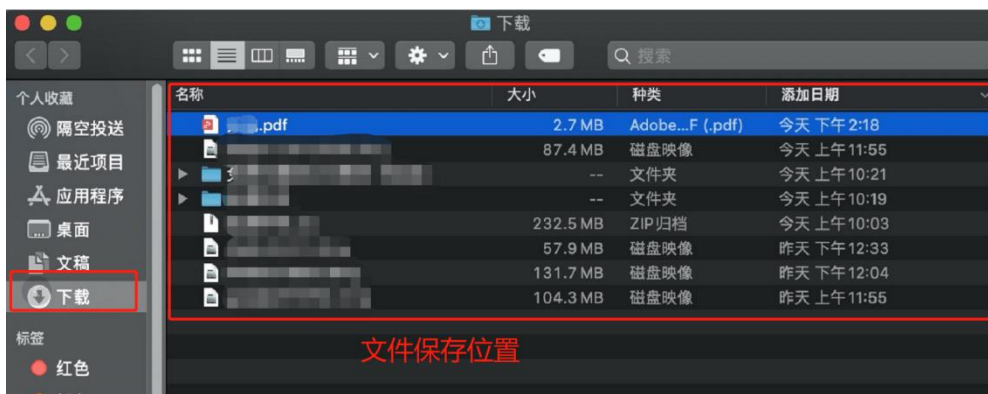 下载
搜索
个人收藏
名称 大小 种类 添加日期
隔空投送
.pdf 2.7 MB Adobe...F (.pdf) 今天 下午2:18
87.4 MB 磁盘映像 今天 上午11:55
最近项目
-- 文件夹 今天 上午10:21
应用程序
-- 文件夹 今天 上午10:19
桌面
232.5 MB ZIP归档 今天 上午10:03
57.9 MB 磁盘映像 昨天 下午12:33
文稿
131.7 MB 磁盘映像 昨天 下午12:04
下载
104.3 MB 磁盘映像 昨天 上午11:55
标签
文件保存位置
红色